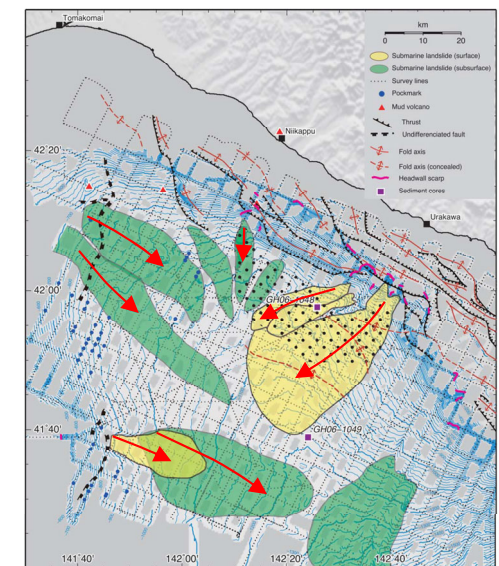 Tomakomai
km
0 10 20
Submarine landslide (surface)
Submarine landslide (subsurface)
Survey lines
Pockmark
Mud volcano
Thrust
Undifferenciated fault
Fold axis
Fold axis (concealed)
Headwall scarp
Sediment cores
Niikappu
42°20'
Urakawa
42°00'
GH06-1048
41°40'
GH06-1049
141°40' 142°00' 142°20' 142°40'